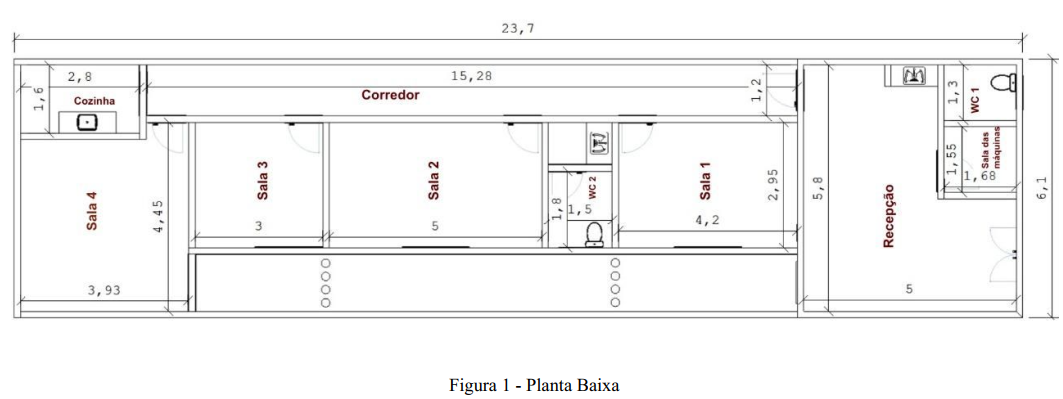 23,7
2,8
15,28
1,6
Cozinha
Corredor
1,2
1,3
WC 1
Sala 4
4,45
Sala 3
Sala 2
1,8
WC 2
1,5
Sala 1
2,95
5,8
Recepção
1,55
Sala das
máquinas
1,68
6,1
3
5
4,2
3,93
5
Figura 1 - Planta Baixa